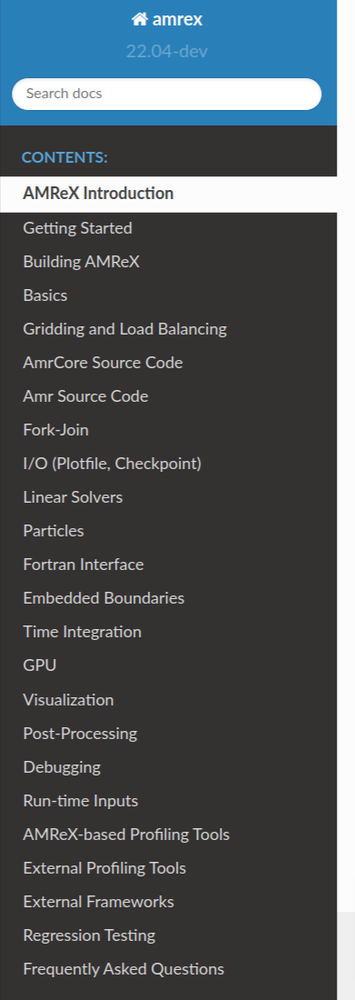 amrex
22.04-dev
Search docs
CONTENTS:
AMReX Introduction
Getting Started
Building AMReX
Basics
Gridding and Load Balancing
AmrCore Source Code
Amr Source Code
Fork-Join
I/O (Plotfile, Checkpoint)
Linear Solvers
Particles
Fortran Interface
Embedded Boundaries
Time Integration
GPU
Visualization
Post-Processing
Debugging
Run-time Inputs
AMReX-based Profiling Tools
External Profiling Tools
External Frameworks
Regression Testing
Frequently Asked Questions